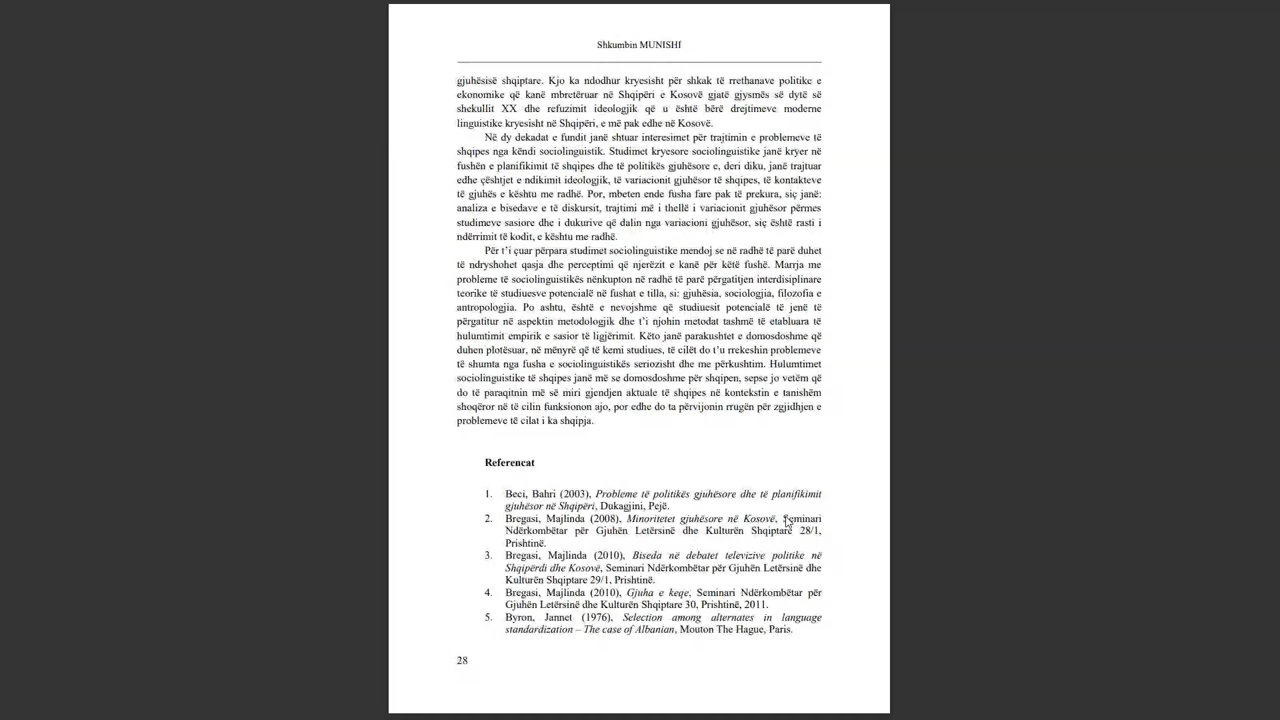 Shkumbin MUNISHI
gjuhësisë shqiptare. Kjo ka ndodhur kryesisht për shkak të rrethanave politike e
ekonomike që kanë mbretëruar në Shqipëri e Kosovë gjatë gjysmës së dytë së
shekullit XX dhe refuzimit ideologjik që u është bërë drejtimeve moderne
linguistike kryesisht në Shqipëri, e më pak edhe në Kosovë.
Në dy dekadat e fundit janë shtuar interesimet për trajtimin e problemeve të
shqipes nga këndi sociolinguistik. Studimet kryesore sociolinguistike janë kryer në
fushën e planifikimit të shqipes dhe të politikës gjuhësore e, deri diku, janë trajtuar
edhe çështjet e ndikimit ideologjik, të variacionit gjuhësor të shqipes, të kontakteve
të gjuhës e kështu me radhë. Por, mbeten ende fusha fare pak të prekura, siç janë:
analiza e bisedave e të diskursit, trajtimi më i thellë i variacionit gjuhësor përmes
studimeve sasiore dhe i dukurive që dalin nga variacioni gjuhësor, siç është rasti i
ndërrimit të kodit, e kështu me radhë.
Për t’i çuar përpara studimet sociolinguistike mendoj se në radhë të parë duhet
të ndryshohet qasja dhe perceptimi që njerëzit e kanë për këtë fushë. Marrja me
probleme të sociolinguistikës nënkupton në radhë të parë përgatitjen interdisiplinare
teorike të studiuesve potencialë në fushat e tilla, si: gjuhësia, sociologjia, filozofia e
antropologjia. Po ashtu, është e nevojshme që studiuesit potencialë të jenë të
përgatitur në aspektin metodologjik dhe t’i njohin metodat tashmë të etabluara të
hulumtimit empirik e sasior të ligjërimit. Këto janë parakushtet e domosdoshme që
duhen plotësuar, në mënyrë që të kemi studiues, të cilët do t’u rrekeshin problemeve
të shumta nga fusha e sociolinguistikës seriozisht dhe me përkushtim. Hulumtimet
sociolinguistike të shqipes janë më se domosdoshme për shqipen, sepse jo vetëm që
do të paraqitnin më së miri gjendjen aktuale të shqipes në kontekstin e tanishëm
shoqëror në të cilin funksionon ajo, por edhe do ta përvijonin rrugën për zgjidhjen e
problemeve të cilat i ka shqipja.
Referencat
1. Beci, Bahri (2003), Probleme të politikës gjuhësore dhe të planifikimit
gjuhësor në Shqipëri, Dukagjini, Pejë.
2. Bregasi, Majlinda (2008), Minoritetet gjuhësore në Kosovë, Seminari
Ndërkombëtar për Gjuhën Letërsinë dhe Kulturën Shqiptare 28/1,
Prishtinë.
3. Bregasi, Majlinda (2010), Biseda në debatet televizive politike në
Shqipërdi dhe Kosovë, Seminari Ndërkombëtar për Gjuhën Letërsinë dhe
Kulturën Shqiptare 29/1, Prishtinë.
4. Bregasi, Majlinda (2010), Gjuha e keqe, Seminari Ndërkombëtar për
Gjuhën Letërsinë dhe Kulturën Shqiptare 30, Prishtinë, 2011.
5. Byron, Jannet (1976), Selection among alternates in language
standardization – The case of Albanian, Mouton The Hague, Paris.
28